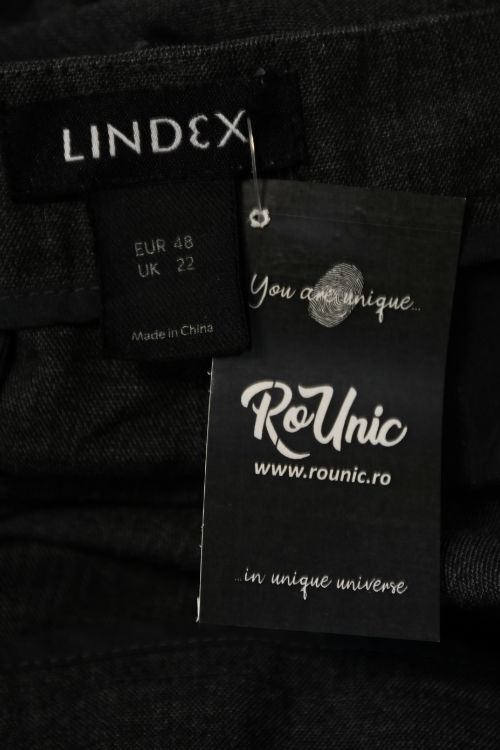 LINDEX
EUR 48
UK 22
Made in China
You are unique...
RoUnic
www.rounic.ro
...in unique universe